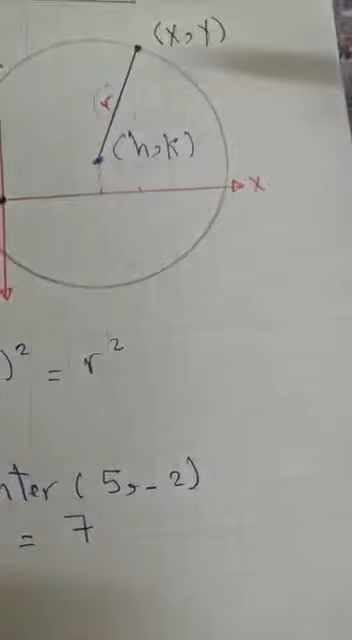 (x, y)
r
(h, k)
x
)² = r²
nter (5, -2)
= 7